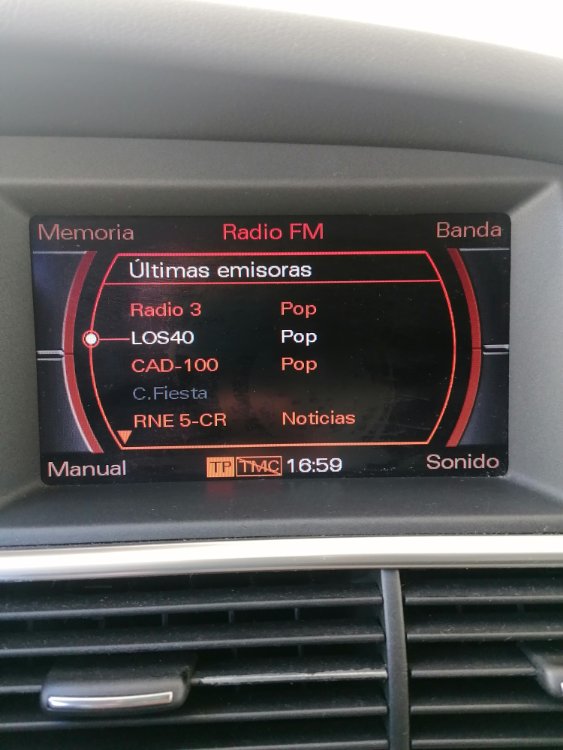 Memoria Radio FM Banda
Últimas emisoras
Radio 3 Pop
LOS40 Pop
CAD-100 Pop
C.Fiesta
RNE 5-CR Noticias
Manual TP TMC 16:59 Sonido